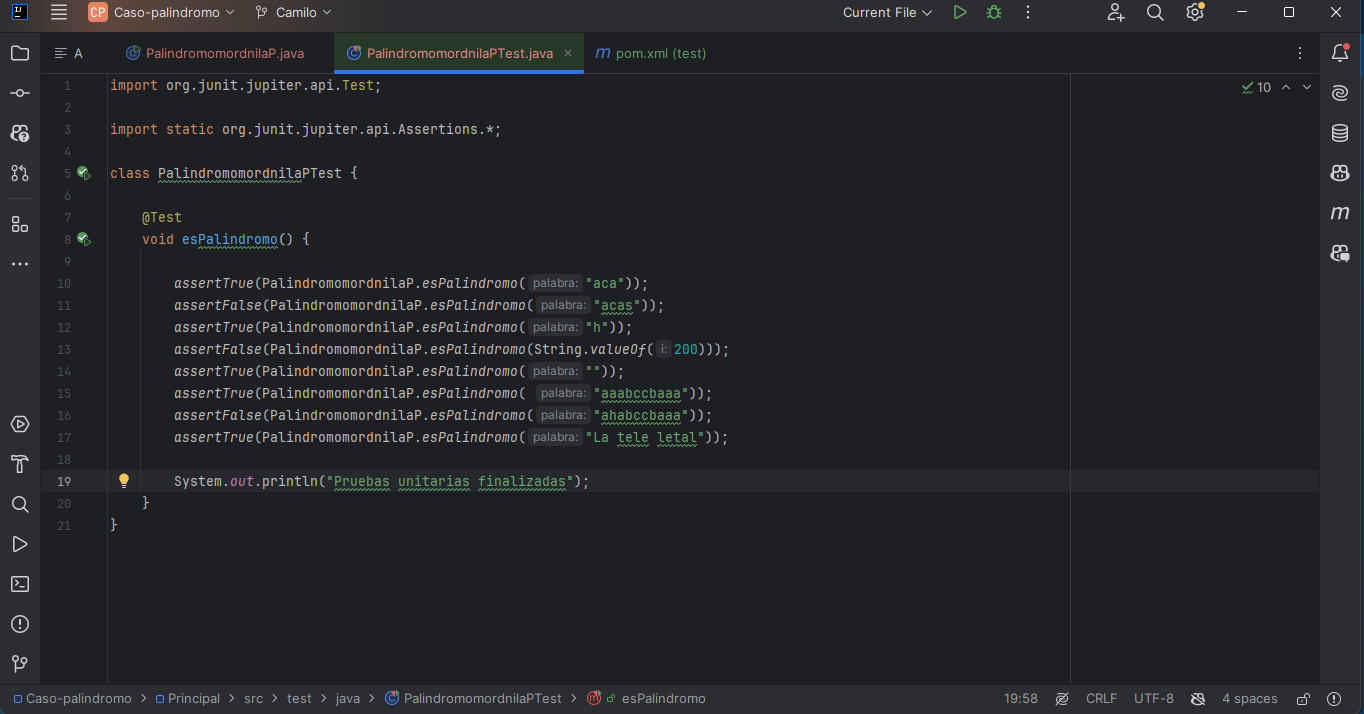 CP Caso-palindromo Camilo Current File
A PalindromomordnilaP.java PalindromomordnilaPTest.java m pom.xml (test)
1 import org.junit.jupiter.api.Test; 10
2
3 import static org.junit.jupiter.api.Assertions.*;
4
5 class PalindromomordnilaPTest {
6
7 @Test
8 void esPalindromo() {
9
10 assertTrue(PalindromomordnilaP.esPalindromo( palabra: "aca"));
11 assertFalse(PalindromomordnilaP.esPalindromo( palabra: "acas"));
12 assertTrue(PalindromomordnilaP.esPalindromo( palabra: "h"));
13 assertFalse(PalindromomordnilaP.esPalindromo(String.valueOf( i: 200)));
14 assertTrue(PalindromomordnilaP.esPalindromo( palabra: ""));
15 assertTrue(PalindromomordnilaP.esPalindromo( palabra: "aaabccbaaa"));
16 assertFalse(PalindromomordnilaP.esPalindromo( palabra: "ahabccbaaa"));
17 assertTrue(PalindromomordnilaP.esPalindromo( palabra: "La tele letal"));
18
19 System.out.println("Pruebas unitarias finalizadas");
20 }
21 }
Caso-palindromo > Principal > src > test > java > PalindromomordnilaPTest > esPalindromo 19:58 CRLF UTF-8 4 spaces